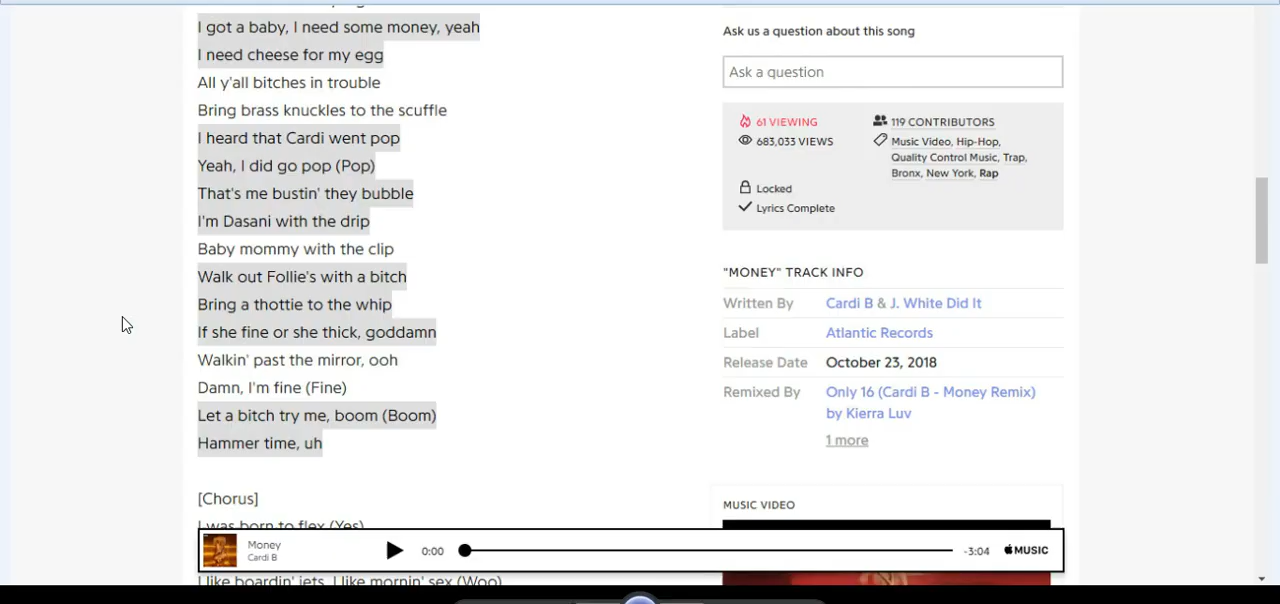 I got a baby, I need some money, yeah
I need cheese for my egg
All y'all bitches in trouble
Bring brass knuckles to the scuffle
I heard that Cardi went pop
Yeah, I did go pop (Pop)
That's me bustin' they bubble
I'm Dasani with the drip
Baby mommy with the clip
Walk out Follie's with a bitch
Bring a thottie to the whip
If she fine or she thick, goddamn
Walkin' past the mirror, ooh
Damn, I'm fine (Fine)
Let a bitch try me, boom (Boom)
Hammer time, uh
[Chorus]
I was born to flex (Yes)
I like boardin' jets, I like mornin' sex (Woo)
Ask us a question about this song
Ask a question
61 VIEWING
683,033 VIEWS
Locked
Lyrics Complete
119 CONTRIBUTORS
Music Video, Hip-Hop,
Quality Control Music, Trap,
Bronx, New York, Rap
"MONEY" TRACK INFO
Written By Cardi B & J. White Did It
Label Atlantic Records
Release Date October 23, 2018
Remixed By Only 16 (Cardi B - Money Remix)
by Kierra Luv
1 more
MUSIC VIDEO
Money
Cardi B
0:00
-3:04
MUSIC